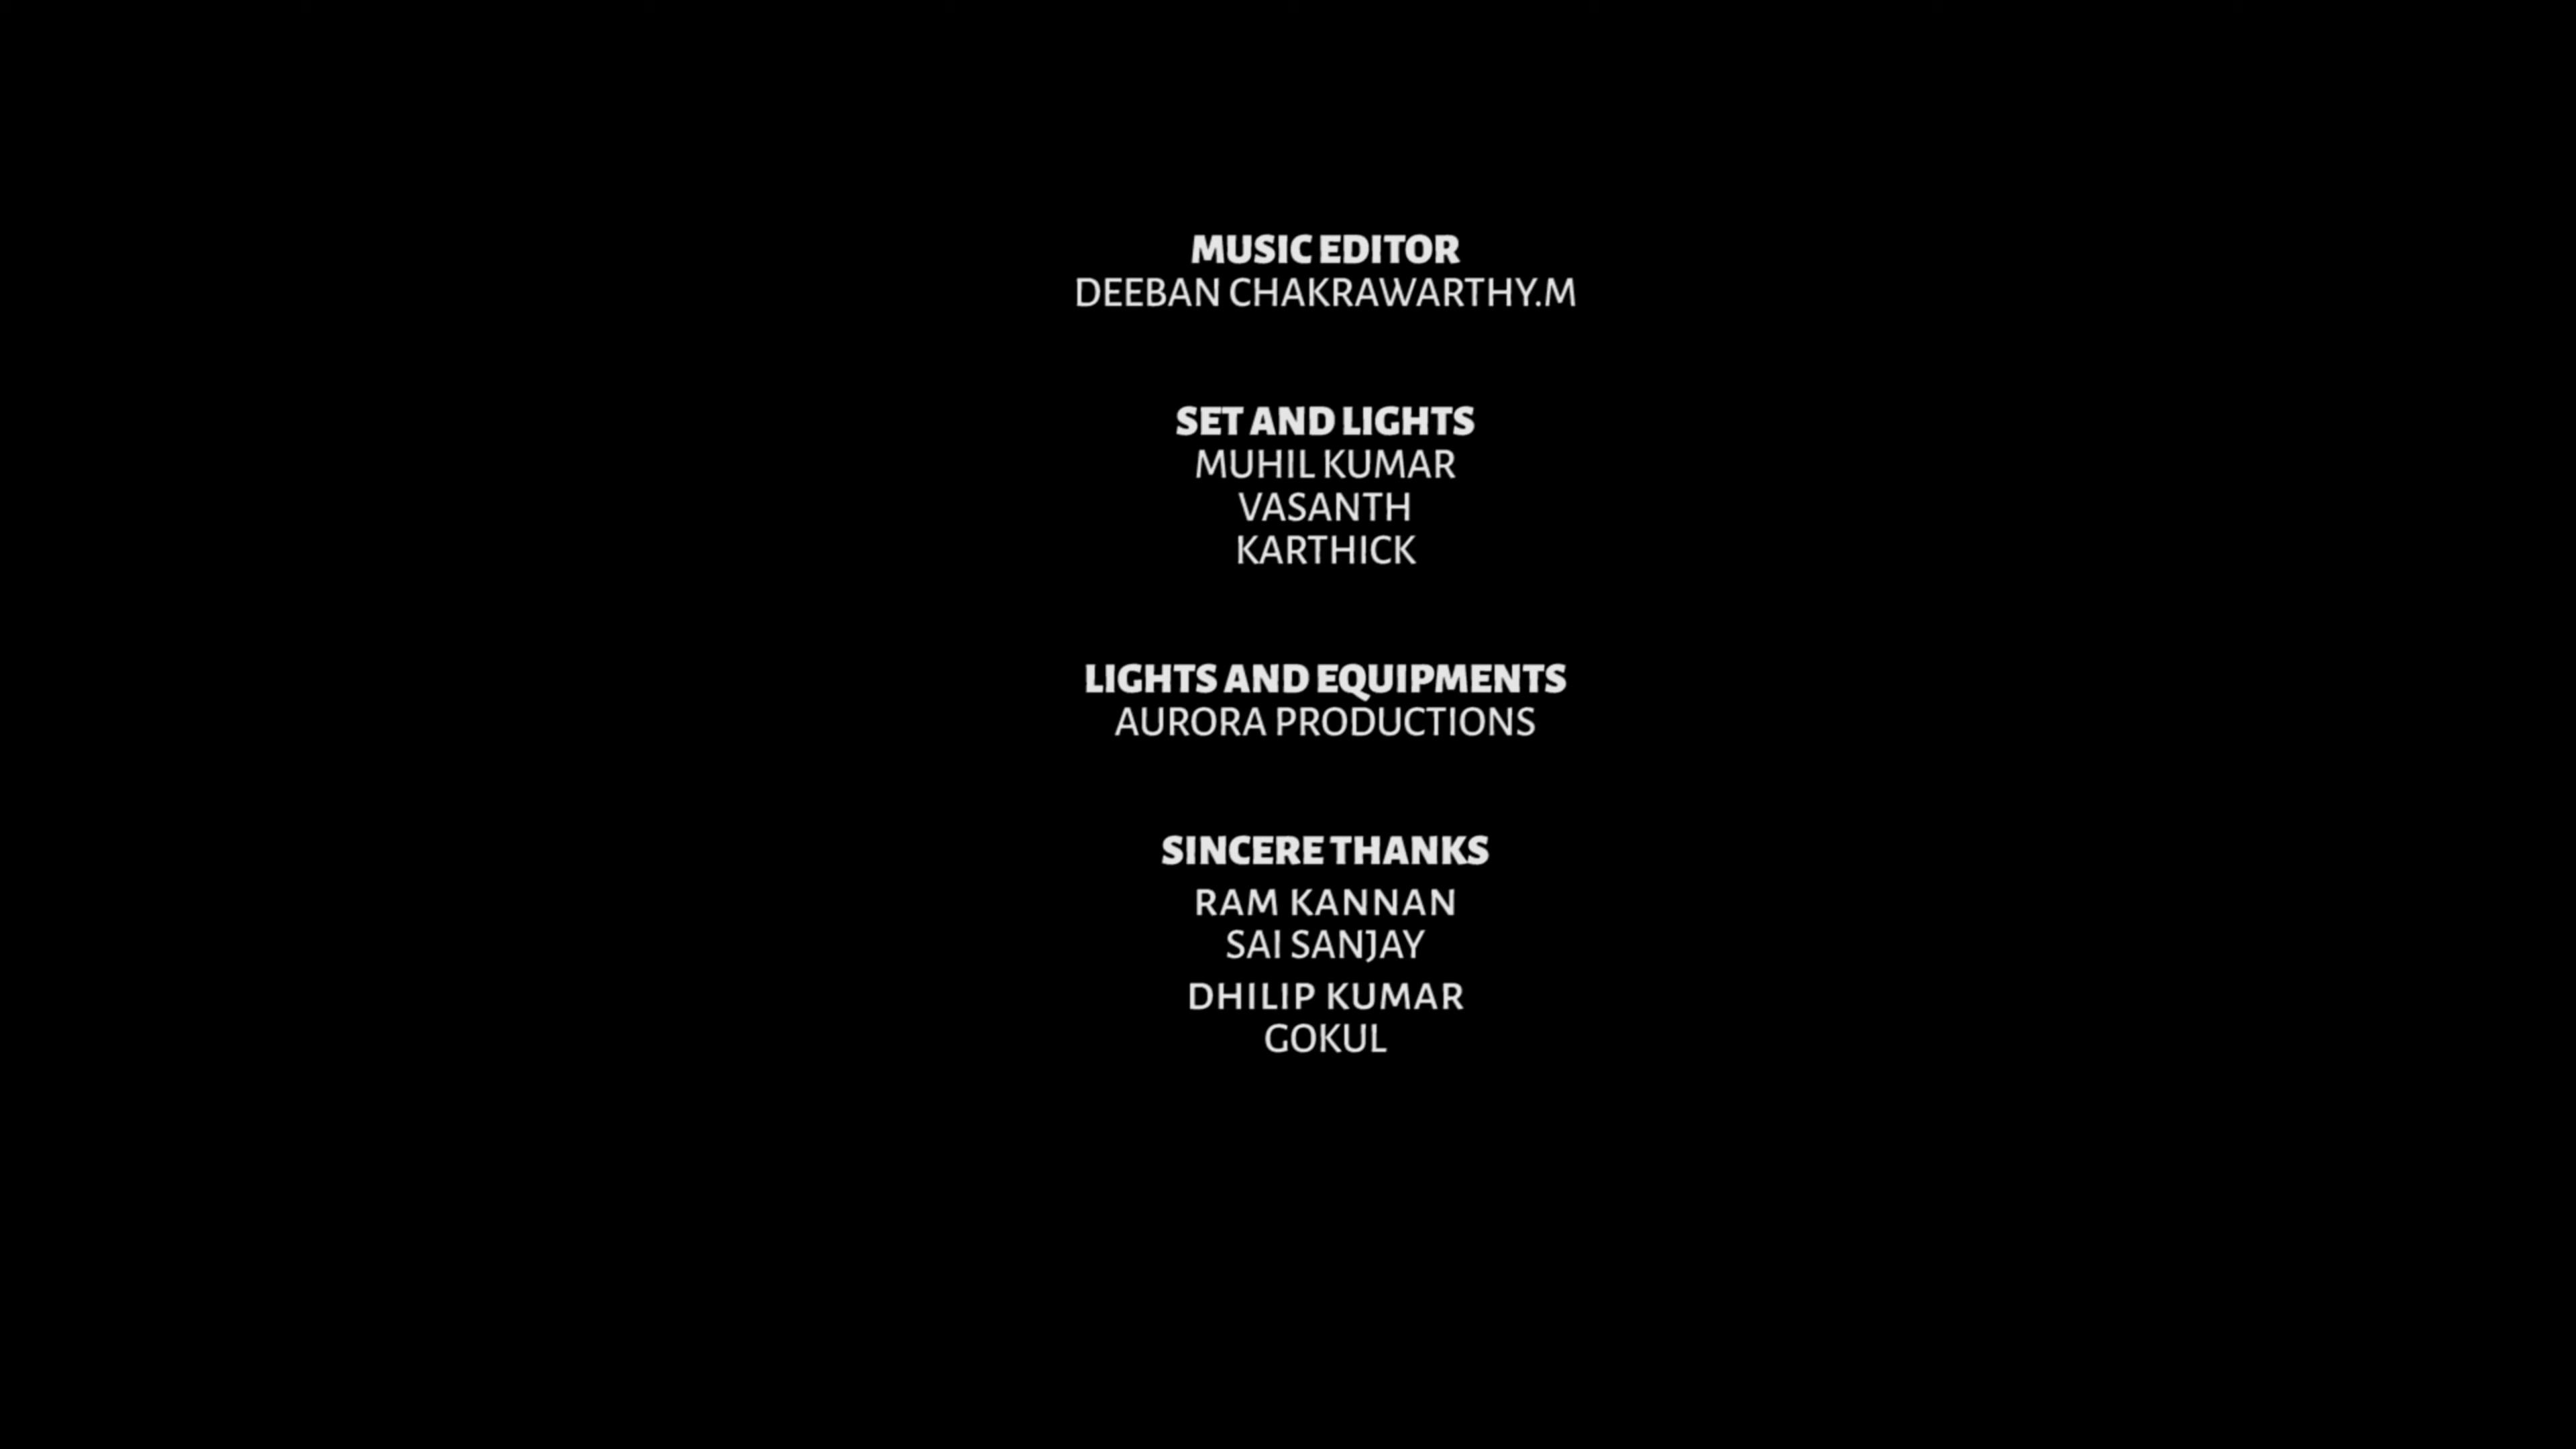 MUSIC EDITOR
DEEBAN CHAKRAWARTHY.M
SET AND LIGHTS
MUHIL KUMAR
VASANTH
KARTHICK
LIGHTS AND EQUIPMENTS
AURORA PRODUCTIONS
SINCERE THANKS
RAM KANNAN
SAI SANJAY
DHILIP KUMAR
GOKUL